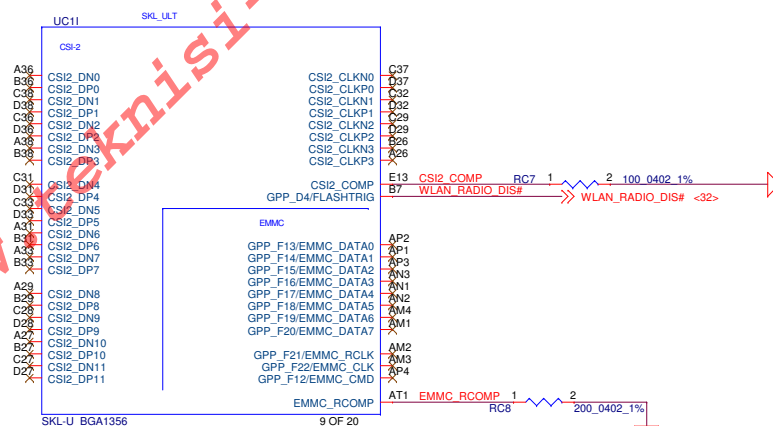 UC1I
SKL_ULT
CSI-2
A36 CSI2_DN0 CSI2_CLKN0 C37
B36 CSI2_DP0 CSI2_CLKP0 D37
C38 CSI2_DN1 CSI2_CLKN1 C32
D38 CSI2_DP1 CSI2_CLKP1 D32
C36 CSI2_DN2 CSI2_CLKN2 C29
D36 CSI2_DP2 CSI2_CLKP2 D29
A38 CSI2_DN3 CSI2_CLKN3 B26
B38 CSI2_DP3 CSI2_CLKP3 A26
C31 CSI2_DN4 CSI2_COMP E13 CSI2_COMP RC7 1 2 100_0402_1%
D31 CSI2_DP4 GPP_D4/FLASHTRIG B7 WLAN_RADIO_DIS# WLAN_RADIO_DIS# <32>
C33 CSI2_DN5
D33 CSI2_DP5
EMMC
A31 CSI2_DN6
B31 CSI2_DP6 GPP_F13/EMMC_DATA0 AP2
A33 CSI2_DN7 GPP_F14/EMMC_DATA1 AP1
B33 CSI2_DP7 GPP_F15/EMMC_DATA2 AP3
GPP_F16/EMMC_DATA3 AN3
A29 CSI2_DN8 GPP_F17/EMMC_DATA4 AN1
B29 CSI2_DP8 GPP_F18/EMMC_DATA5 AN2
C28 CSI2_DN9 GPP_F19/EMMC_DATA6 AM4
D28 CSI2_DP9 GPP_F20/EMMC_DATA7 AM1
A27 CSI2_DN10
B27 CSI2_DP10 GPP_F21/EMMC_RCLK AM2
C27 CSI2_DN11 GPP_F22/EMMC_CLK AM3
D27 CSI2_DP11 GPP_F12/EMMC_CMD AP4
EMMC_RCOMP AT1 EMMC_RCOMP 1 2
RC8 200_0402_1%
SKL-U_BGA1356 9 OF 20
.teknisi